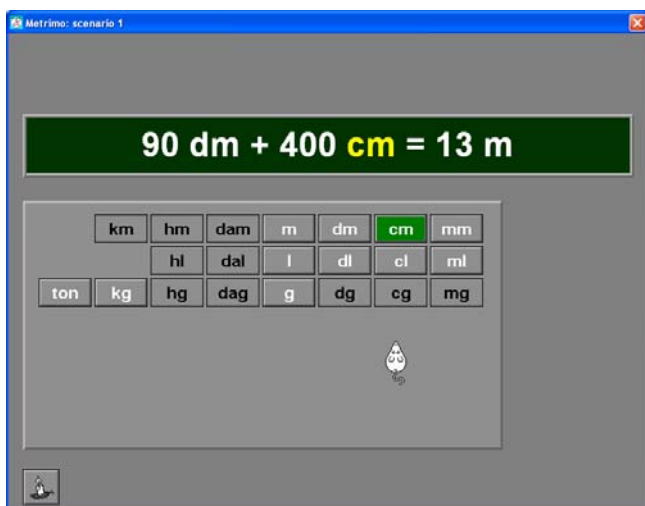 Metrimo: scenario 1
90 dm + 400 cm = 13 m
km hm dam m dm cm mm
hl dal l dl cl ml
ton kg hg dag g dg cg mg